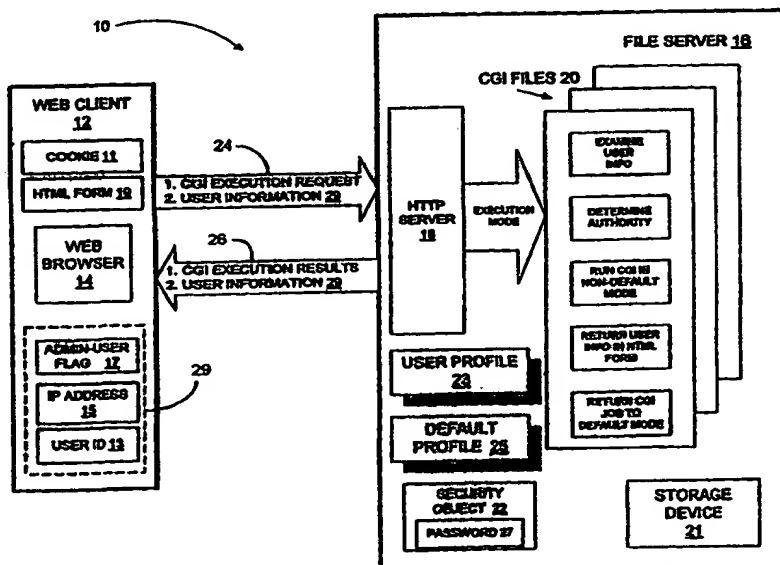 10
FILE SERVER 16
CGI FILES 20
WEB CLIENT
12
COOKIE 11
HTML FORM 19
WEB
BROWSER
14
ADMIN-USER
FLAG 17
IP ADDRESS
15
USER ID 13
29
24
1. CGI EXECUTION REQUEST
2. USER INFORMATION 29
26
1. CGI EXECUTION RESULTS
2. USER INFORMATION 29
HTTP
SERVER
18
EXECUTION
MODE
EXAMINE
USER
INFO
DETERMINE
AUTHORITY
RUN CGI IN
NON-DEFAULT
MODE
RETURN USER
INFO IN HTML
FORM
RETURN CGI
JOB TO
DEFAULT MODE
USER PROFILE
23
DEFAULT
PROFILE 25
SECURITY
OBJECT 22
PASSWORD 27
STORAGE
DEVICE
21